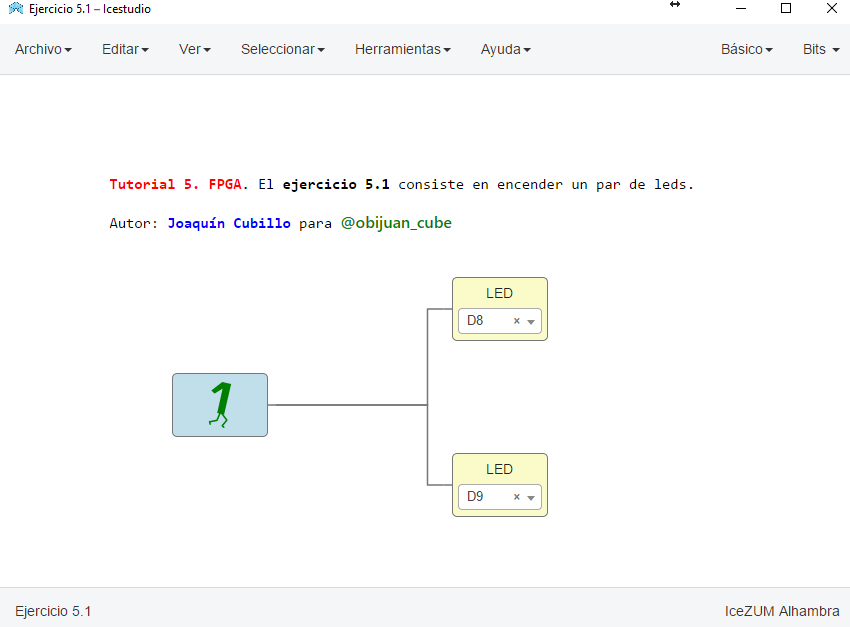 Ejercicio 5.1 – Icestudio
Archivo Editar Ver Seleccionar Herramientas Ayuda Básico Bits
Tutorial 5. FPGA. El ejercicio 5.1 consiste en encender un par de leds.
Autor: Joaquín Cubillo para @obijuan_cube
LED
D8 ×
1
LED
D9 ×
Ejercicio 5.1 IceZUM Alhambra